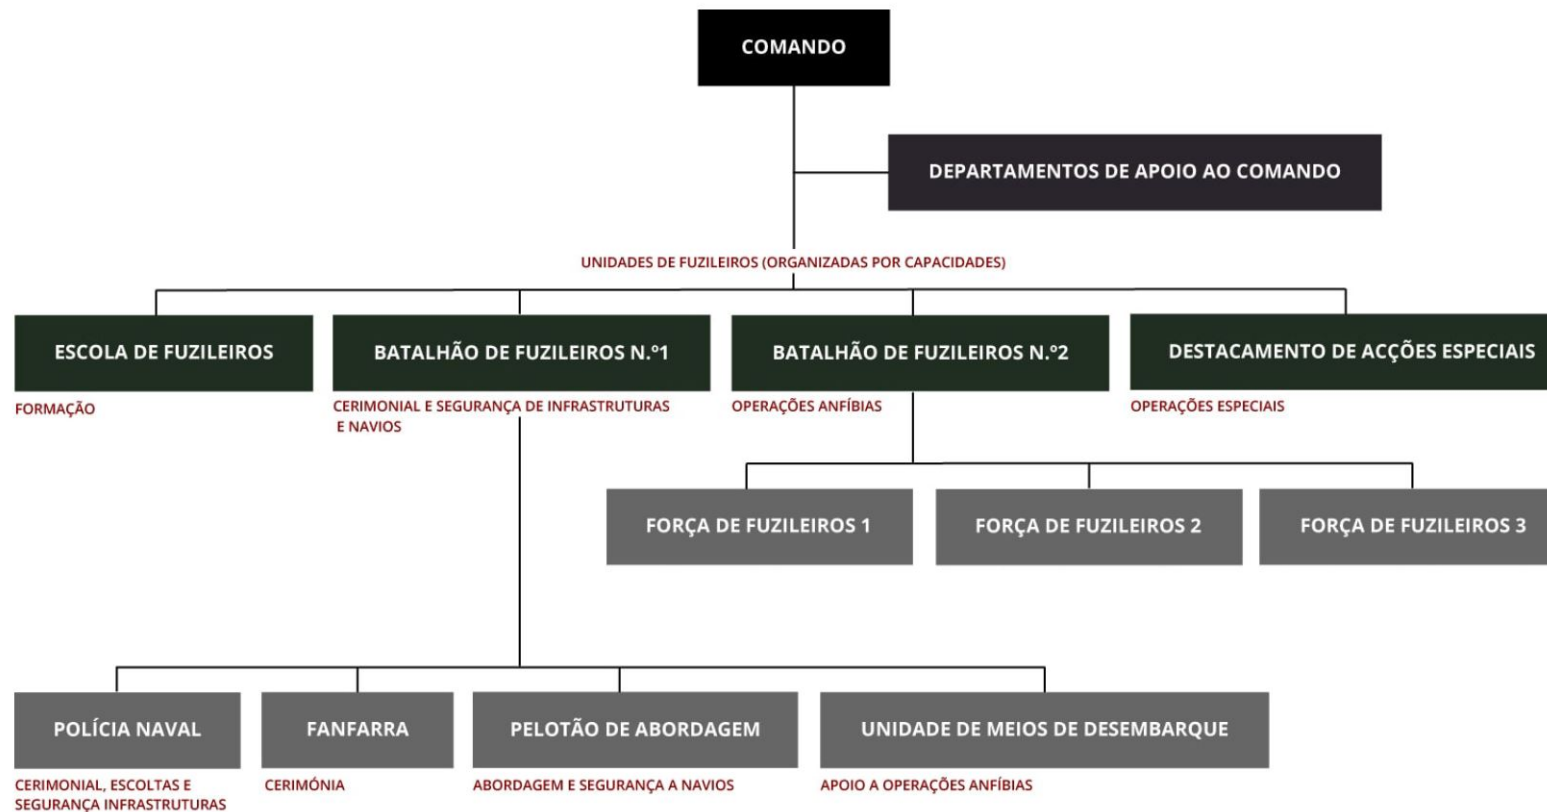 COMANDO
DEPARTAMENTOS DE APOIO AO COMANDO
UNIDADES DE FUZILEIROS (ORGANIZADAS POR CAPACIDADES)
ESCOLA DE FUZILEIROS
FORMAÇÃO
BATALHÃO DE FUZILEIROS N.º1
CERIMONIAL E SEGURANÇA DE INFRASTRUTURAS
E NAVIOS
BATALHÃO DE FUZILEIROS N.º2
OPERAÇÕES ANFÍBIAS
DESTACAMENTO DE ACÇÕES ESPECIAIS
OPERAÇÕES ESPECIAIS
FORÇA DE FUZILEIROS 1
FORÇA DE FUZILEIROS 2
FORÇA DE FUZILEIROS 3
POLÍCIA NAVAL
CERIMONIAL, ESCOLTAS E
SEGURANÇA INFRASTRUTURAS
FANFARRA
CERIMÓNIA
PELOTÃO DE ABORDAGEM
ABORDAGEM E SEGURANÇA A NAVIOS
UNIDADE DE MEIOS DE DESEMBARQUE
APOIO A OPERAÇÕES ANFÍBIAS